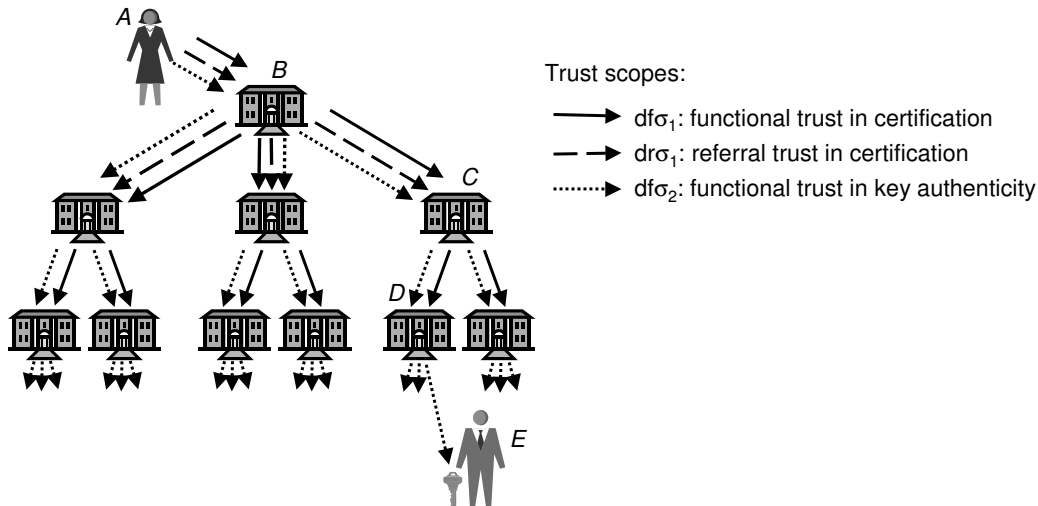 A
B
Trust scopes:
dfσ₁: functional trust in certification
drσ₁: referral trust in certification
C
dfσ₂: functional trust in key authenticity
D
E